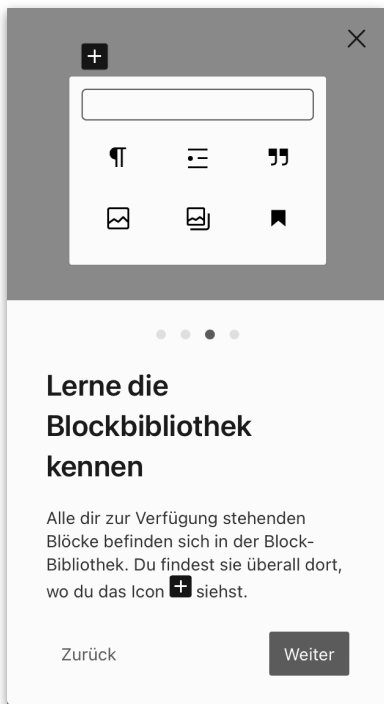 Lerne die
Blockbibliothek
kennen
Alle dir zur Verfügung stehenden
Blöcke befinden sich in der Block-
Bibliothek. Du findest sie überall dort,
wo du das Icon + siehst.
Zurück
Weiter